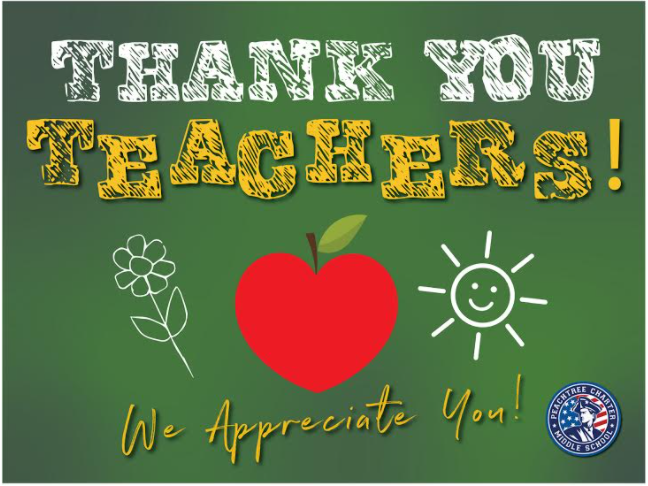 THANK YOU
TEACHERS!
We Appreciate You!
PEACHTREE CHARTER
MIDDLE SCHOOL